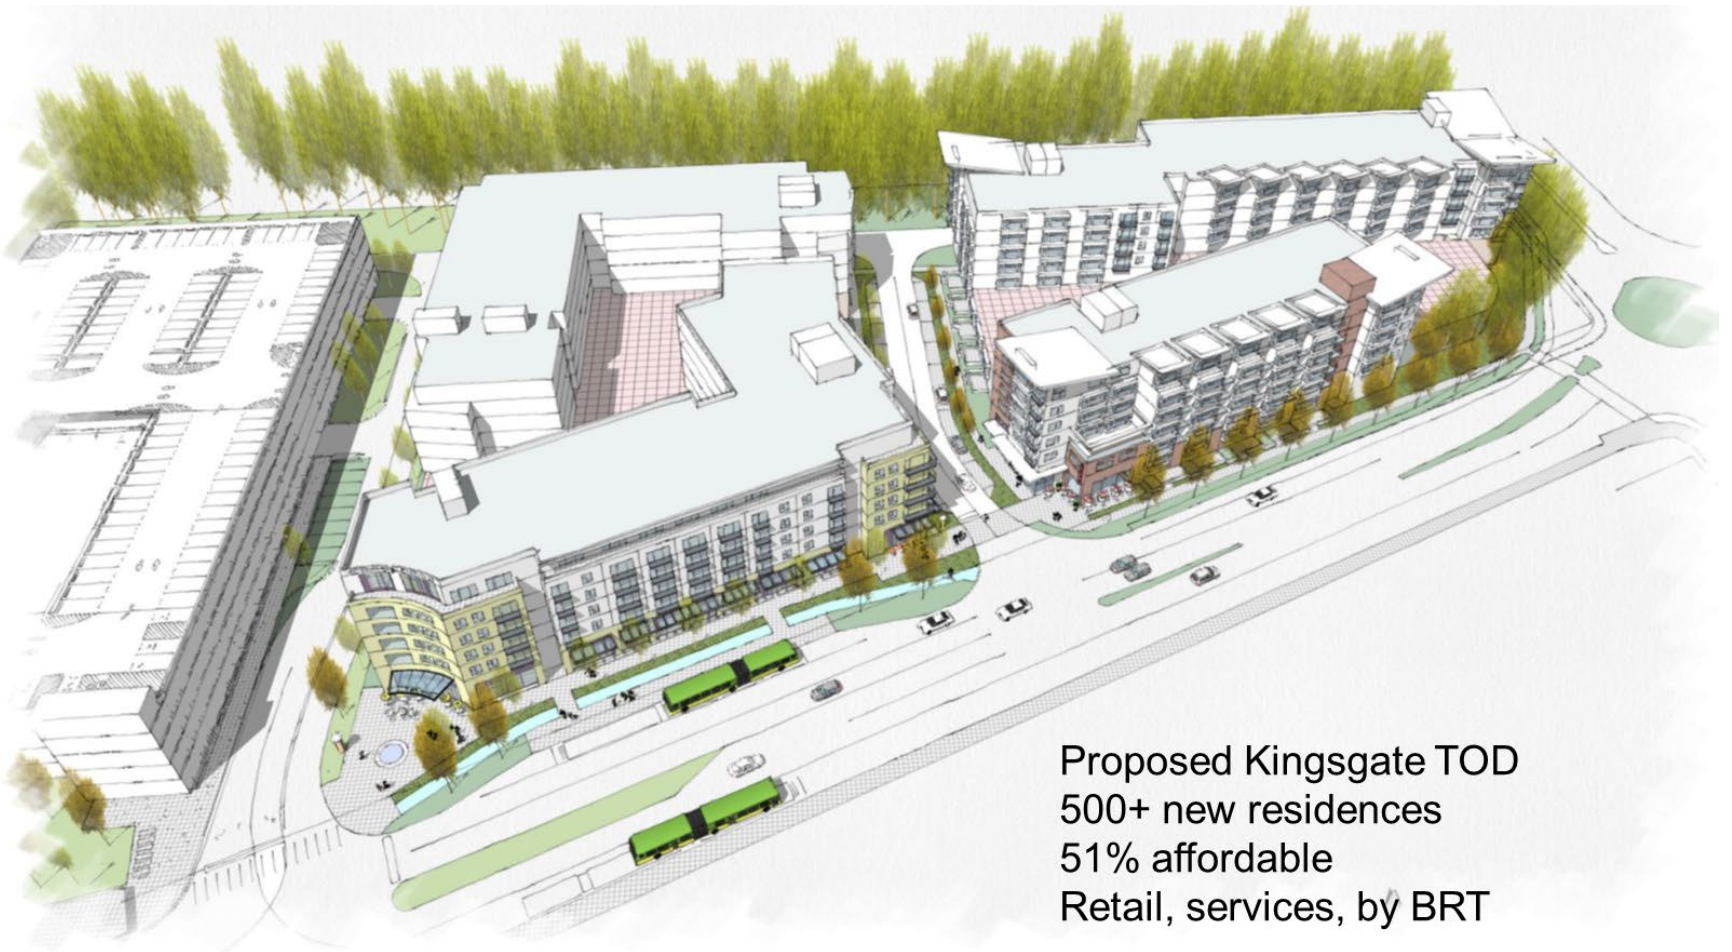 Proposed Kingsgate TOD
500+ new residences
51% affordable
Retail, services, by BRT